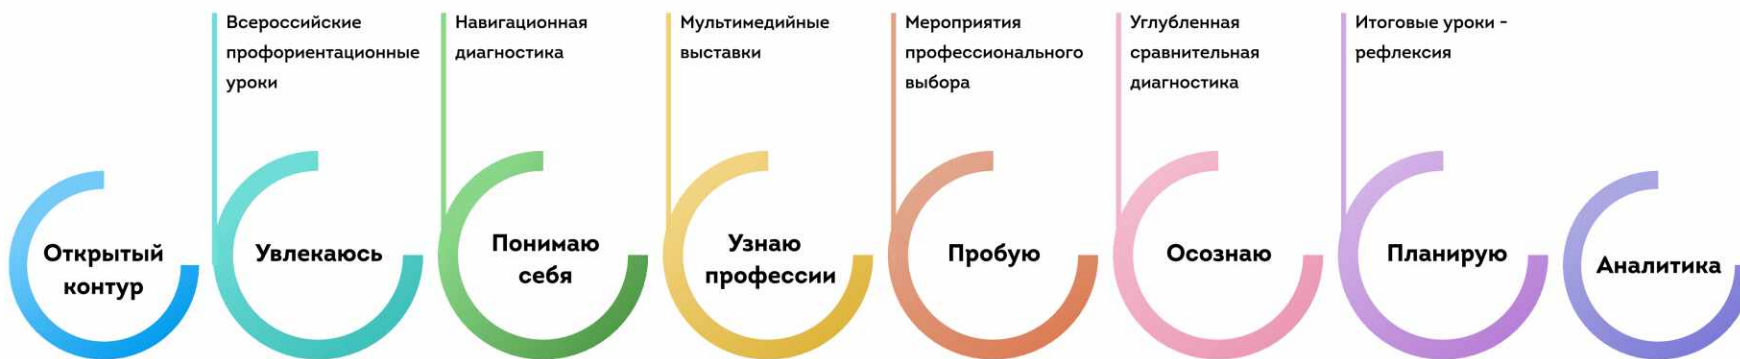 Всероссийские
профориентационные
уроки
Навигационная
диагностика
Мультимедийные
выставки
Мероприятия
профессионального
выбора
Углубленная
сравнительная
диагностика
Итоговые уроки -
рефлексия
Открытый
контур
Увлекаюсь
Понимаю
себя
Узнаю
профессии
Пробую
Осознаю
Планирую
Аналитика